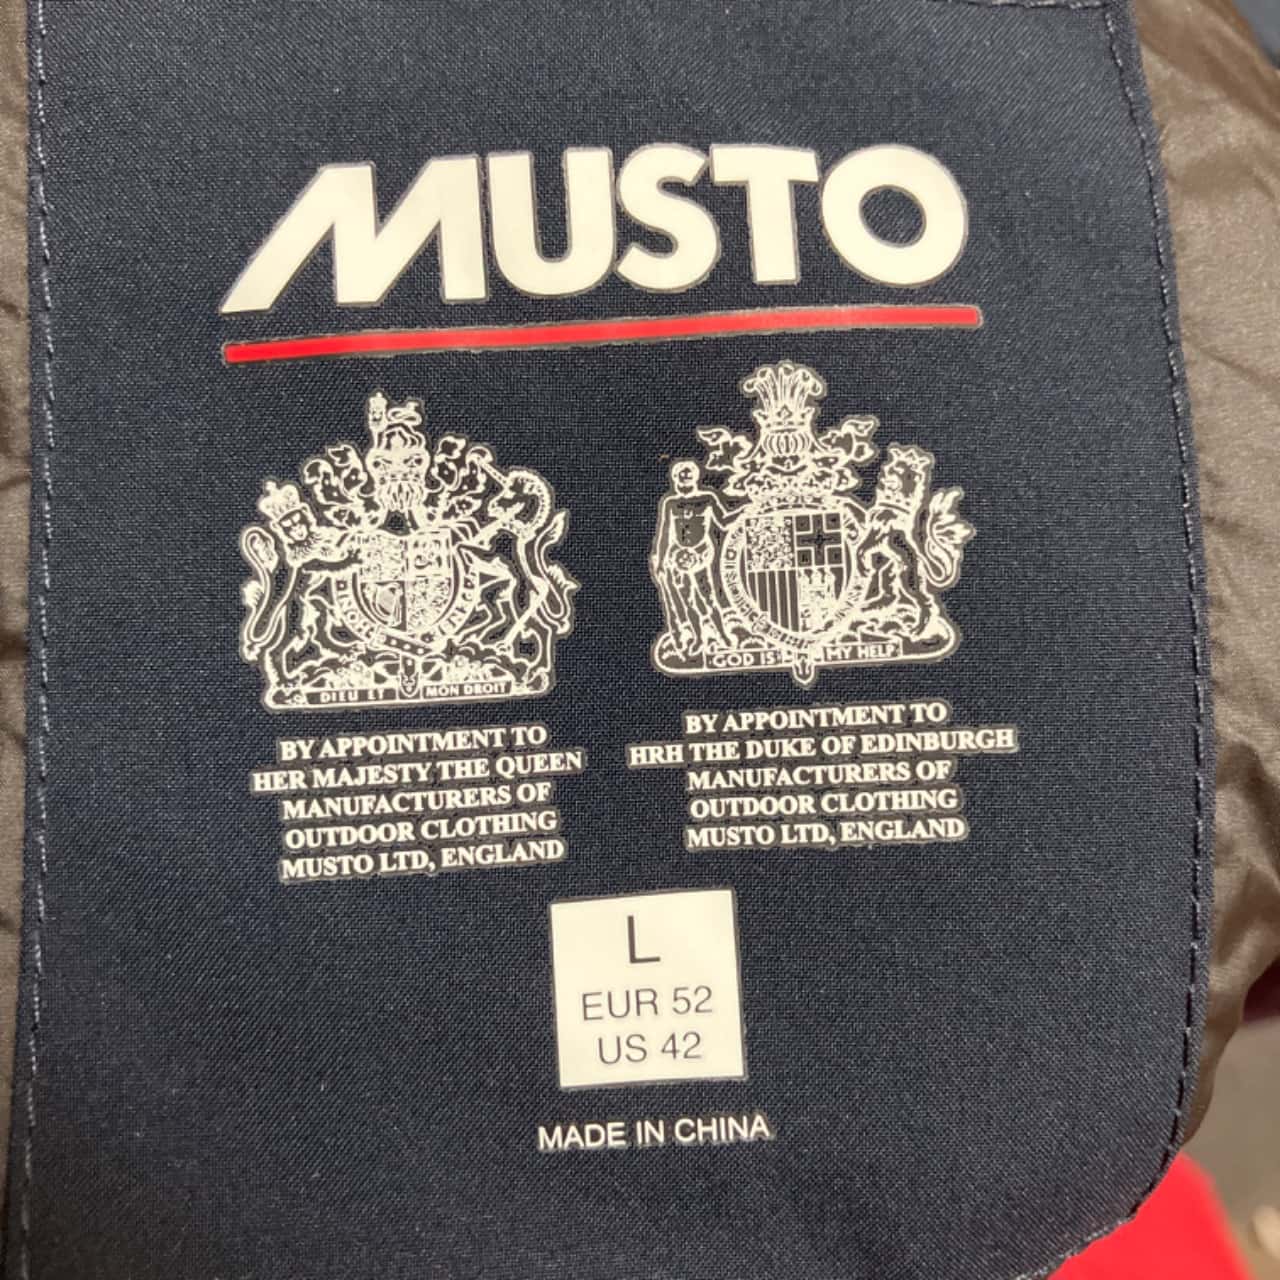 MUSTO
DIEU ET MON DROIT
BY APPOINTMENT TO
HER MAJESTY THE QUEEN
MANUFACTURERS OF
OUTDOOR CLOTHING
MUSTO LTD, ENGLAND
GOD IS MY HELP
BY APPOINTMENT TO
HRH THE DUKE OF EDINBURGH
MANUFACTURERS OF
OUTDOOR CLOTHING
MUSTO LTD, ENGLAND
L
EUR 52
US 42
MADE IN CHINA